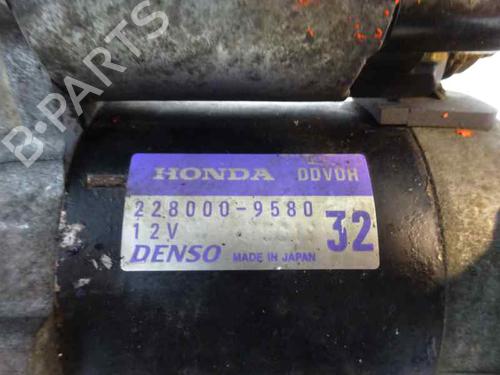 B-PARTS
HONDA DDVOH
228000-9580
12V 32
DENSO MADE IN JAPAN